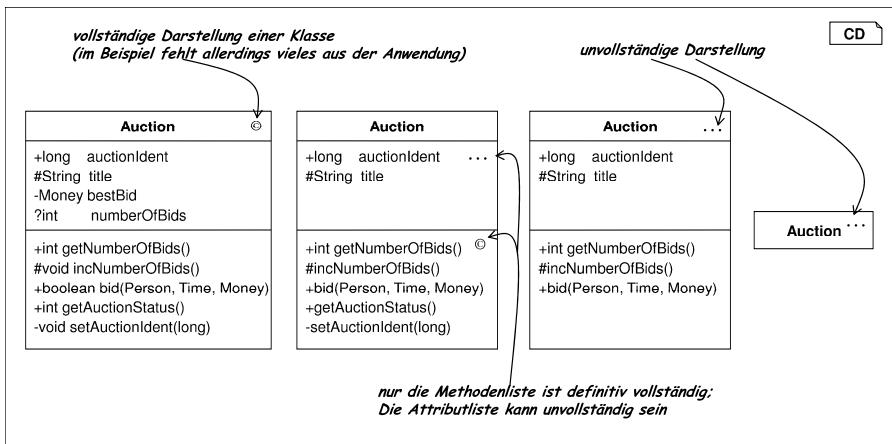 vollständige Darstellung einer Klasse
(im Beispiel fehlt allerdings vieles aus der Anwendung)
unvollständige Darstellung
CD
Auction ©
+long auctionIdent
#String title
-Money bestBid
?int numberOfBids
+int getNumberOfBids()
#void incNumberOfBids()
+boolean bid(Person, Time, Money)
+int getAuctionStatus()
-void setAuctionIdent(long)
Auction
+long auctionIdent ...
#String title
+int getNumberOfBids() ©
#incNumberOfBids()
+bid(Person, Time, Money)
+getAuctionStatus()
-setAuctionIdent(long)
Auction ...
+long auctionIdent
#String title
+int getNumberOfBids()
#incNumberOfBids()
+bid(Person, Time, Money)
Auction ...
nur die Methodenliste ist definitiv vollständig;
Die Attributliste kann unvollständig sein